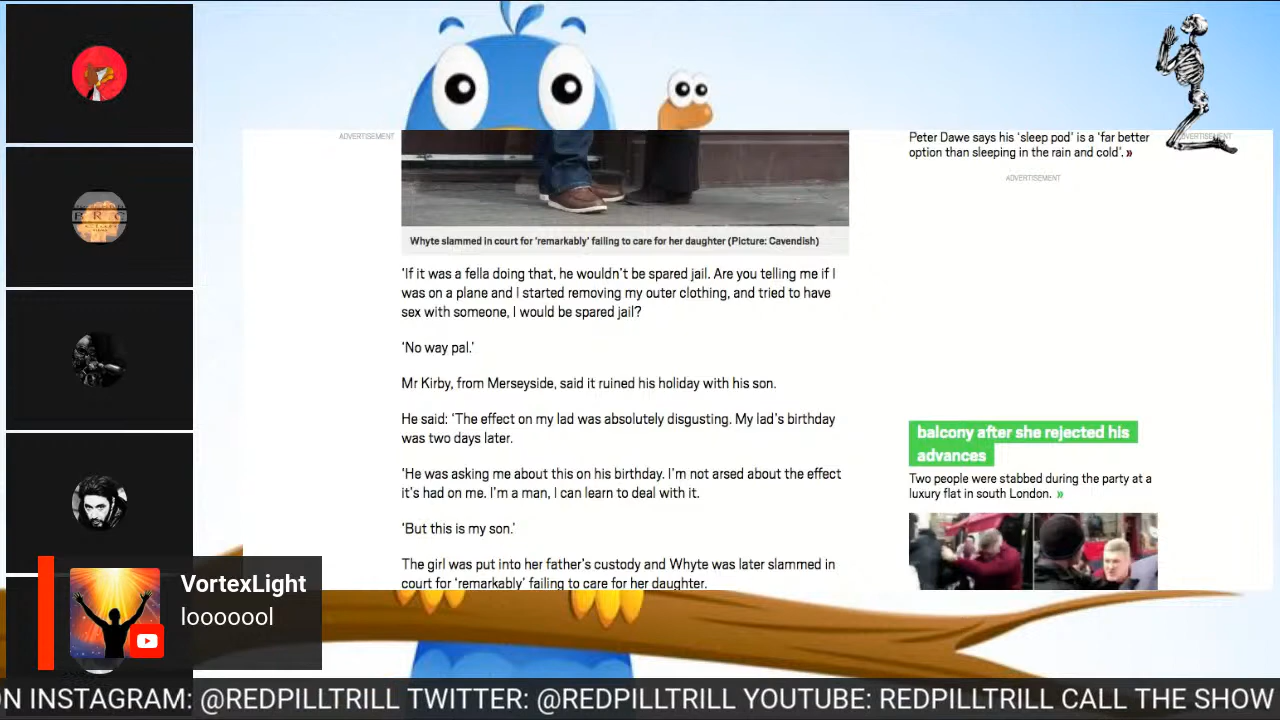 ADVERTISEMENT
Whyte slammed in court for 'remarkably' failing to care for her daughter (Picture: Cavendish)
'If it was a fella doing that, he wouldn't be spared jail. Are you telling me if I
was on a plane and I started removing my outer clothing, and tried to have
sex with someone, I would be spared jail?
'No way pal.'
Mr Kirby, from Merseyside, said it ruined his holiday with his son.
He said: 'The effect on my lad was absolutely disgusting. My lad's birthday
was two days later.
'He was asking me about this on his birthday. I'm not arsed about the effect
it's had on me. I'm a man, I can learn to deal with it.
'But this is my son.'
The girl was put into her father's custody and Whyte was later slammed in
court for 'remarkably' failing to care for her daughter.
Peter Dawe says his 'sleep pod' is a 'far better
option than sleeping in the rain and cold'. »
ADVERTISEMENT
balcony after she rejected his
advances
Two people were stabbed during the party at a
luxury flat in south London. »
VortexLight
looooool
ON INSTAGRAM: @REDPILLTRILL TWITTER: @REDPILLTRILL YOUTUBE: REDPILLTRILL CALL THE SHOW